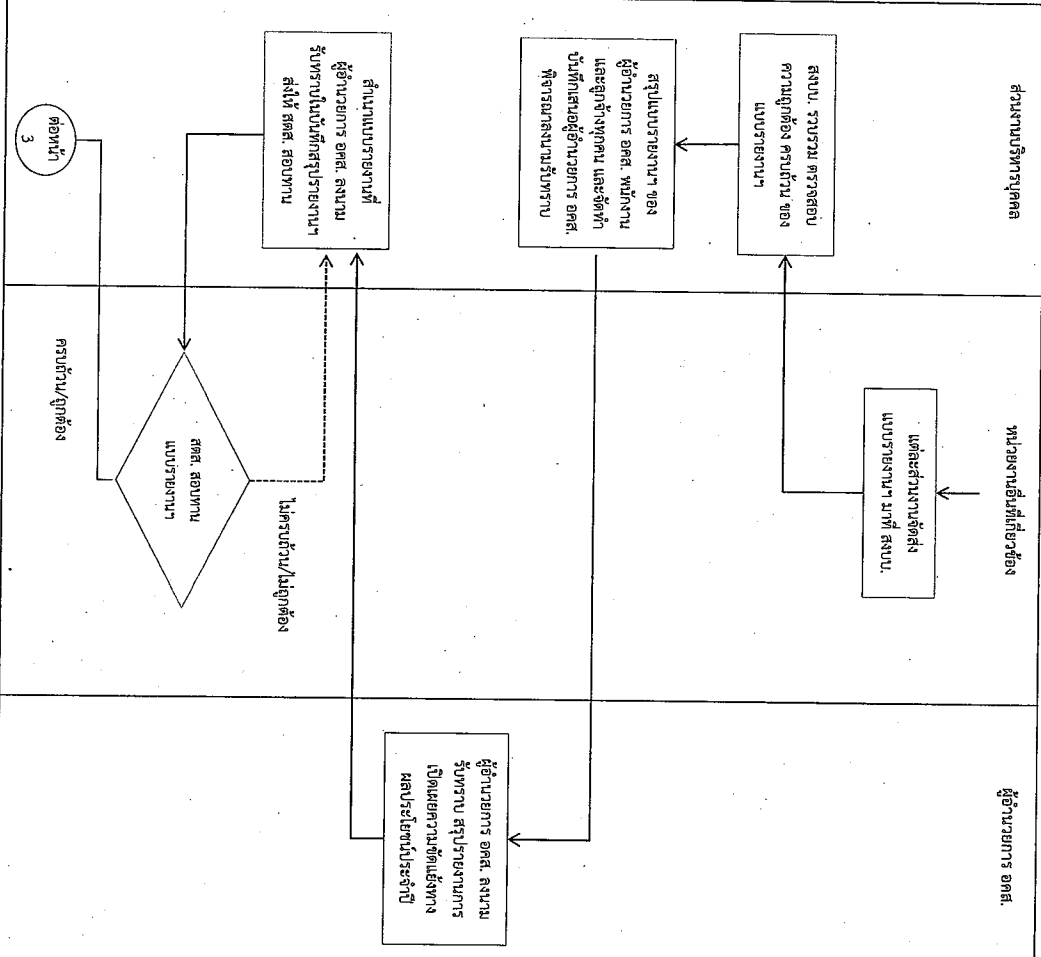 ส่วนงานบริหารบุคคล
หน่วยงานอื่นที่เกี่ยวข้อง
ผู้อำนวยการ อคส.
แต่ละส่วนงานจัดส่ง
แบบรายงานฯ มาที่ สงบบ.
สงบบ. รวบรวม ตรวจสอบ
ความถูกต้อง ครบถ้วน ของ
แบบรายงานฯ
สรุปแบบรายงานฯ ของ
ผู้อำนวยการ อคส. พนักงาน
และลูกจ้างทุกคน และจัดทำ
บันทึกเสนอผู้อำนวยการ อคส.
พิจารณาลงนามรับทราบ
ผู้อำนวยการ อคส. ลงนาม
รับทราบ สรุปรายงานการ
เปิดเผยความขัดแย้งทาง
ผลประโยชน์ประจำปี
สำเนาแบบรายงานที่
ผู้อำนวยการ อคส. ลงนาม
รับทราบในบันทึกสรุปรายงานฯ
ส่งให้ สตส. สอบทาน
ไม่ครบถ้วน/ไม่ถูกต้อง
สตส. สอบทาน
แบบรายงานฯ
ครบถ้วน/ถูกต้อง
ต่อหน้า
3